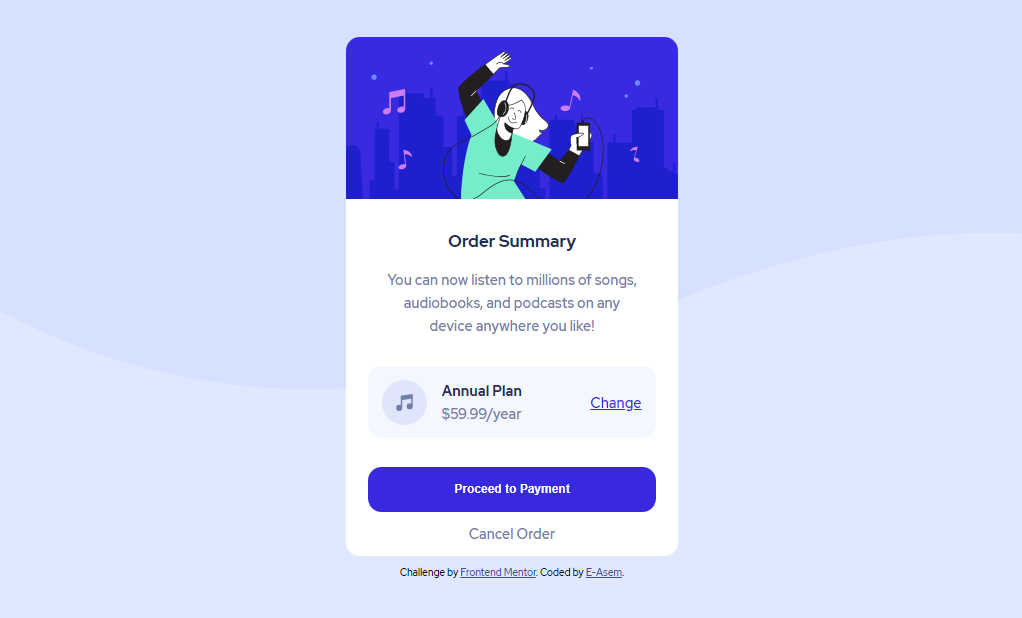 Order Summary
You can now listen to millions of songs,
audiobooks, and podcasts on any
device anywhere you like!
Annual Plan
$59.99/year
Change
Proceed to Payment
Cancel Order
Challenge by Frontend Mentor. Coded by E-Asem.